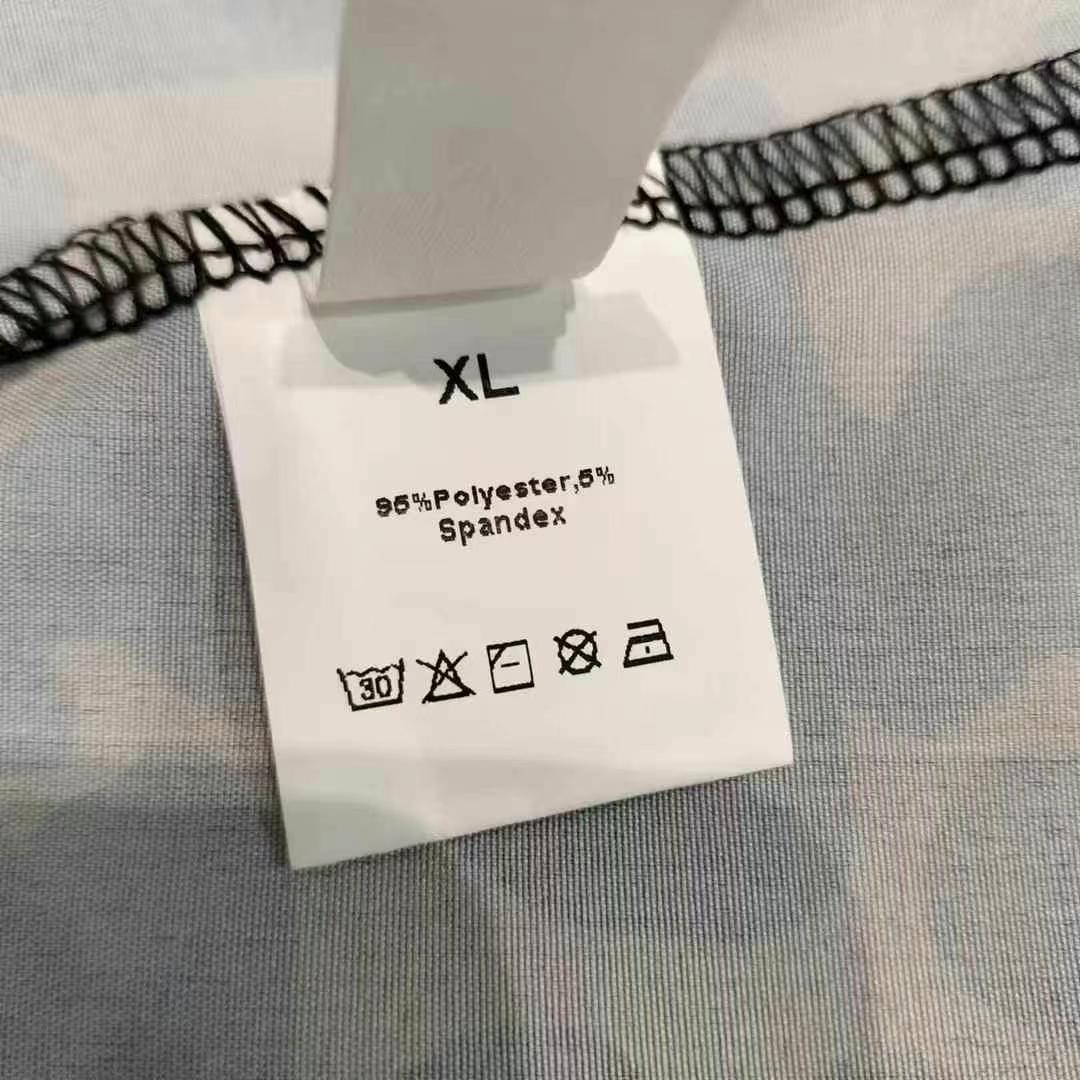 XL
95%Polyester,5%
Spandex
30